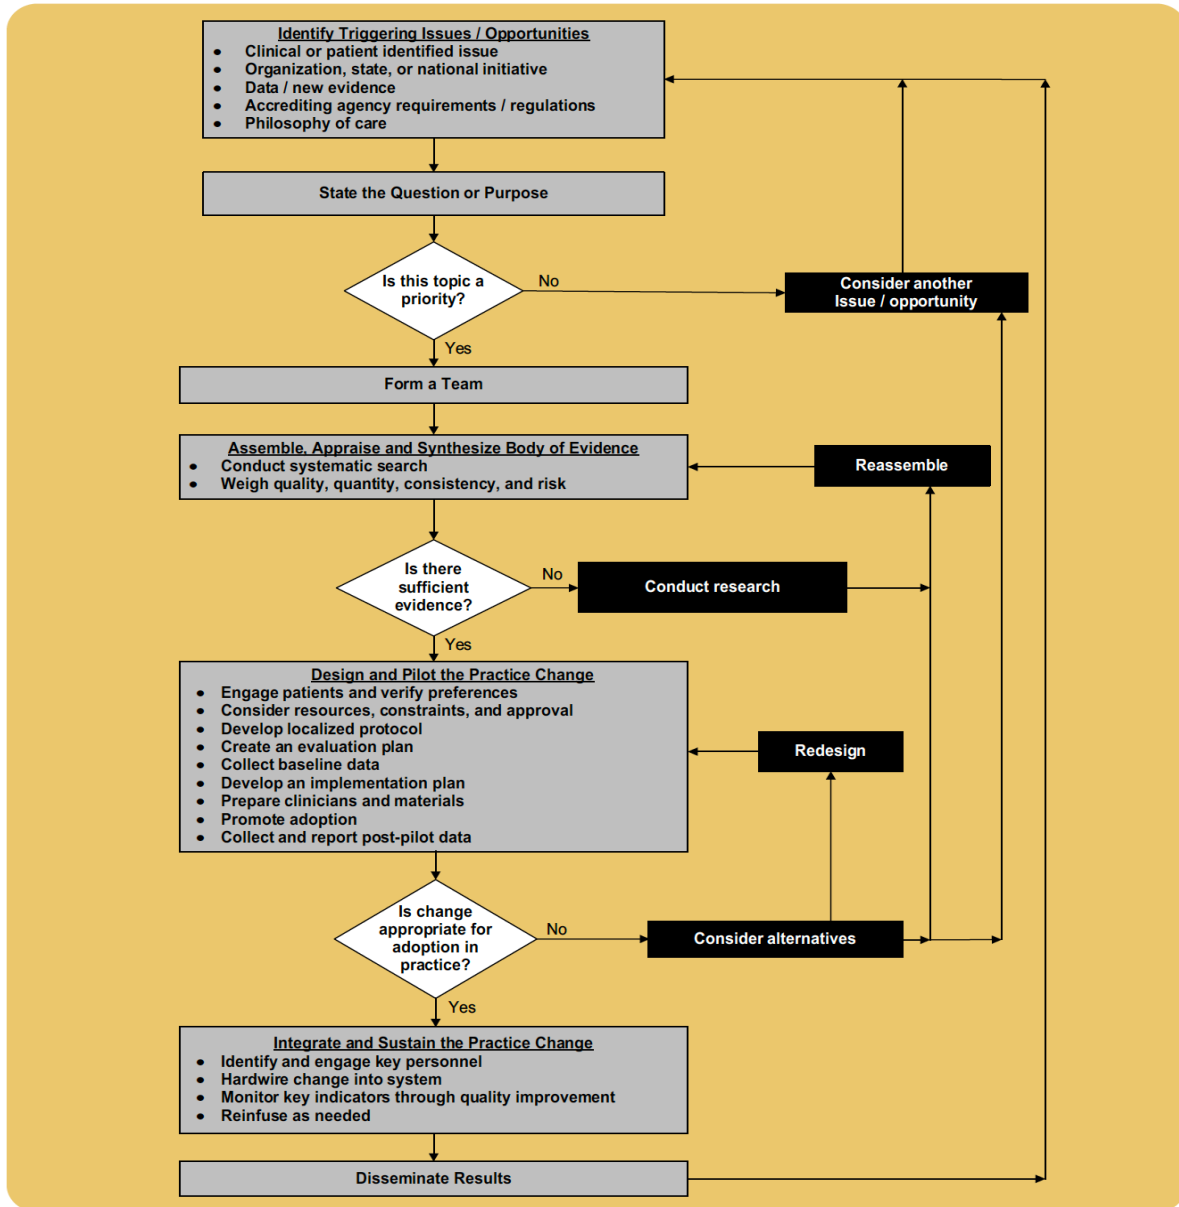 Identify Triggering Issues / Opportunities
• Clinical or patient identified issue
• Organization, state, or national initiative
• Data / new evidence
• Accrediting agency requirements / regulations
• Philosophy of care
State the Question or Purpose
Is this topic a
priority?
No
Consider another
Issue / opportunity
Yes
Form a Team
Assemble, Appraise and Synthesize Body of Evidence
• Conduct systematic search
• Weigh quality, quantity, consistency, and risk
Reassemble
Is there
sufficient
evidence?
No
Conduct research
Yes
Design and Pilot the Practice Change
• Engage patients and verify preferences
• Consider resources, constraints, and approval
• Develop localized protocol
• Create an evaluation plan
• Collect baseline data
• Develop an implementation plan
• Prepare clinicians and materials
• Promote adoption
• Collect and report post-pilot data
Redesign
Is change
appropriate for
adoption in
practice?
No
Consider alternatives
Yes
Integrate and Sustain the Practice Change
• Identify and engage key personnel
• Hardwire change into system
• Monitor key indicators through quality improvement
• Reinfuse as needed
Disseminate Results